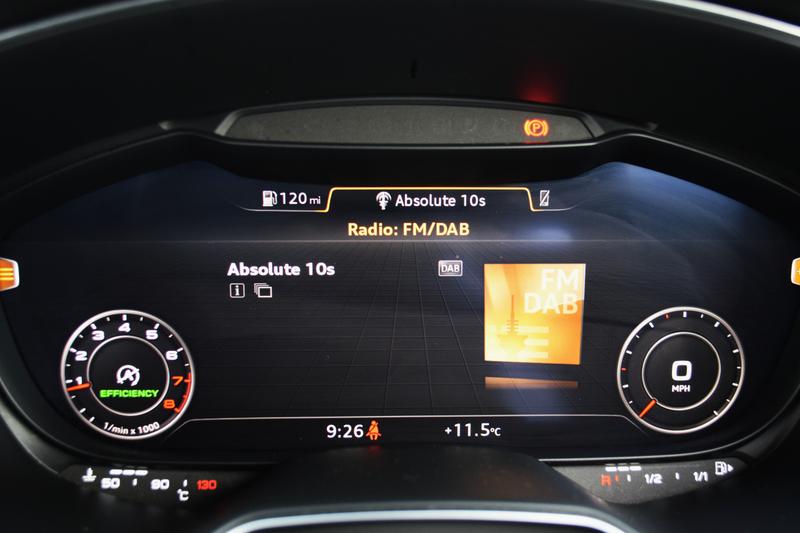 P
120 mi
Absolute 10s
Radio: FM/DAB
Absolute 10s
DAB
i
FM
DAB
1 2 3 4 5 6 7 8
EFFICIENCY
1/min x 1000
0
MPH
9:26
+11.5°C
50 90 130
°C
R 1/2 1/1